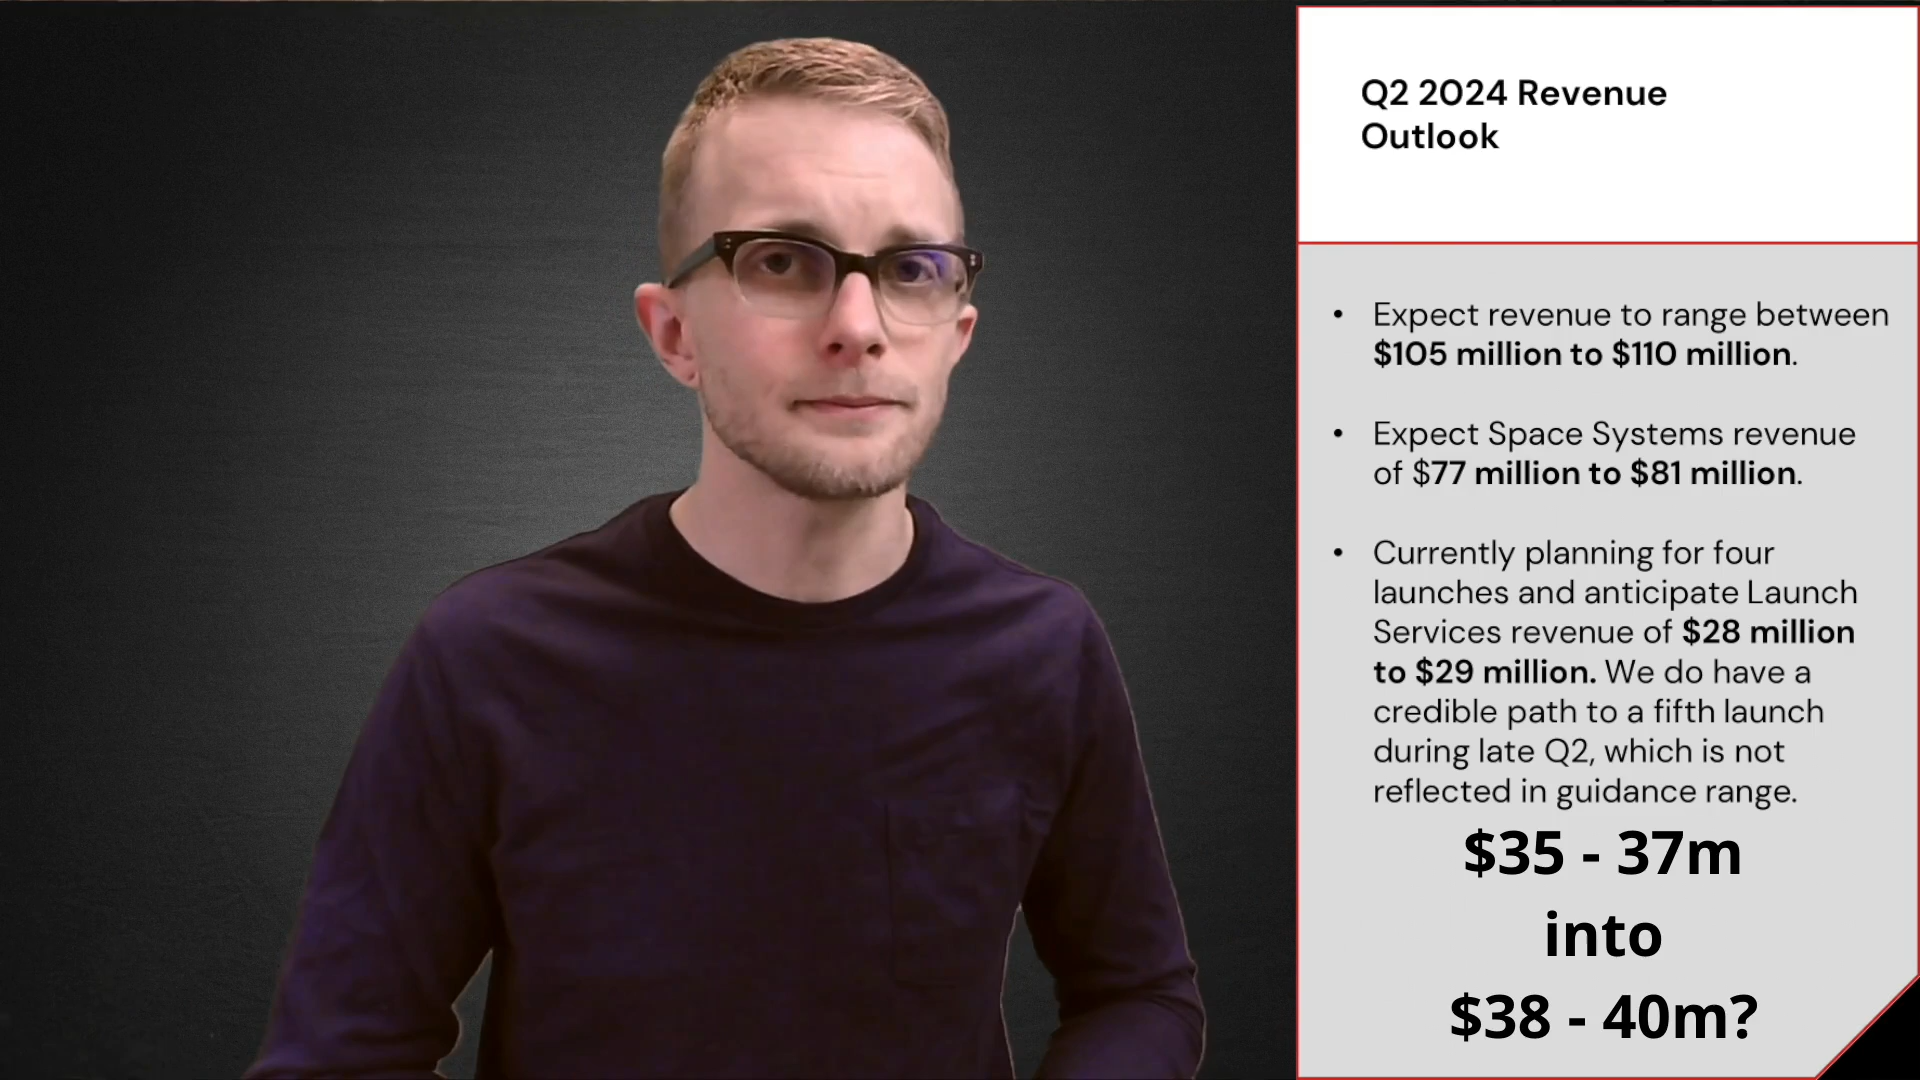 Q2 2024 Revenue
Outlook
• Expect revenue to range between
$105 million to $110 million.
• Expect Space Systems revenue
of $77 million to $81 million.
• Currently planning for four
launches and anticipate Launch
Services revenue of $28 million
to $29 million. We do have a
credible path to a fifth launch
during late Q2, which is not
reflected in guidance range.
$35 - 37m
into
$38 - 40m?